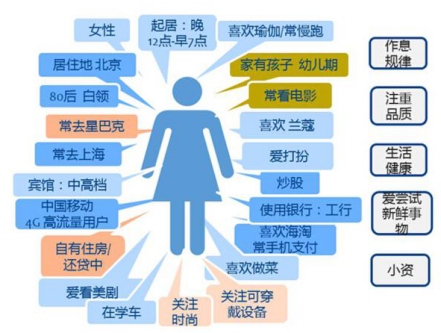 女性
起居：晚
12点-早7点
喜欢瑜伽/常慢跑
居住地 北京
家有孩子 幼儿期
80后 白领
常看电影
常去星巴克
喜欢 兰蔻
常去上海
爱打扮
宾馆：中高档
炒股
中国移动
4G 高流量用户
使用银行：工行
自有住房/
还贷中
喜欢海淘
常手机支付
爱看美剧
喜欢做菜
在学车
关注
时尚
关注可穿
戴设备
作息
规律
注重
品质
生活
健康
爱尝试
新鲜事
物
小资